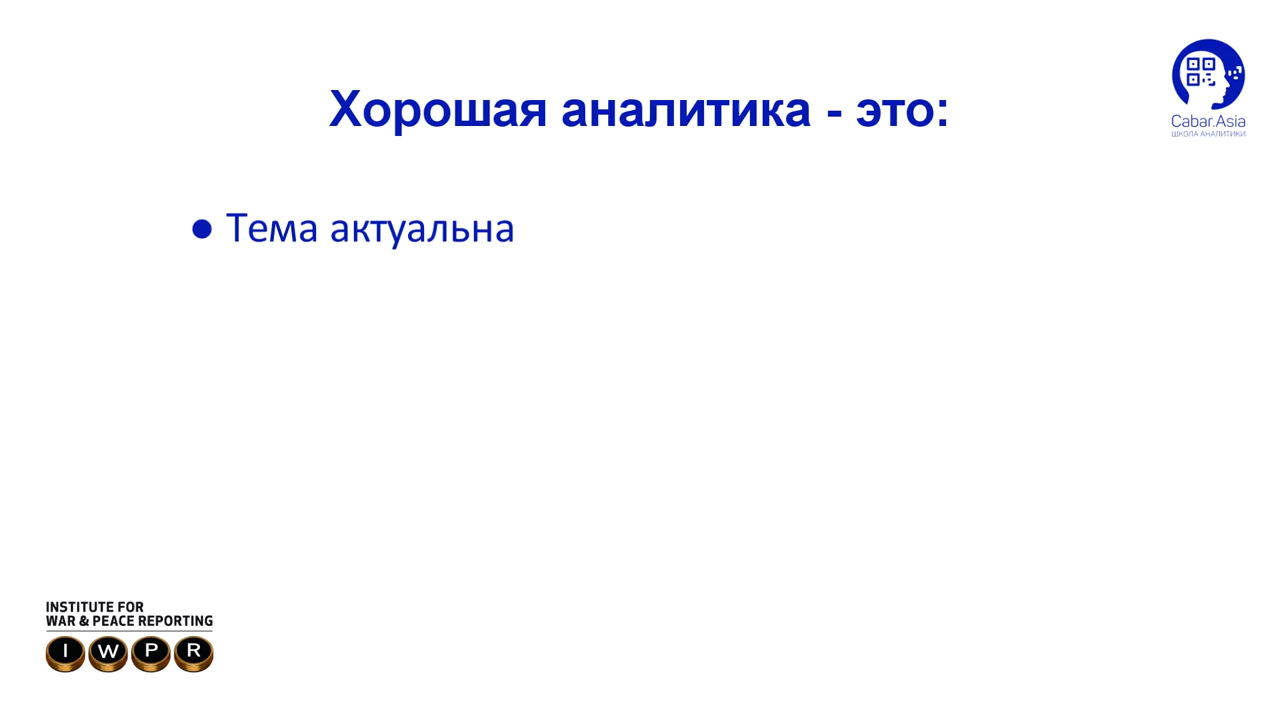 Хорошая аналитика - это:
Cabar.Asia
ШКОЛА АНАЛИТИКИ
● Тема актуальна
INSTITUTE FOR
WAR & PEACE REPORTING
I W P R